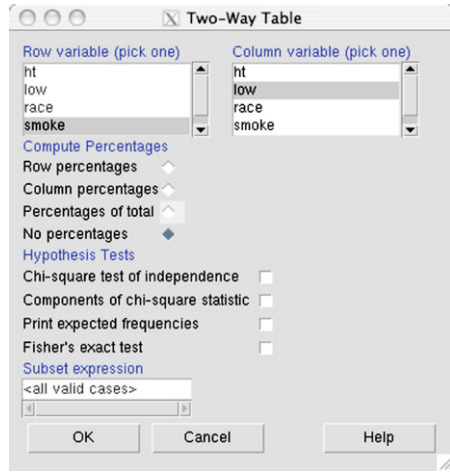 Two-Way Table
Row variable (pick one) Column variable (pick one)
ht ht
low low
race race
smoke smoke
Compute Percentages
Row percentages
Column percentages
Percentages of total
No percentages
Hypothesis Tests
Chi-square test of independence
Components of chi-square statistic
Print expected frequencies
Fisher's exact test
Subset expression
<all valid cases>
OK Cancel Help